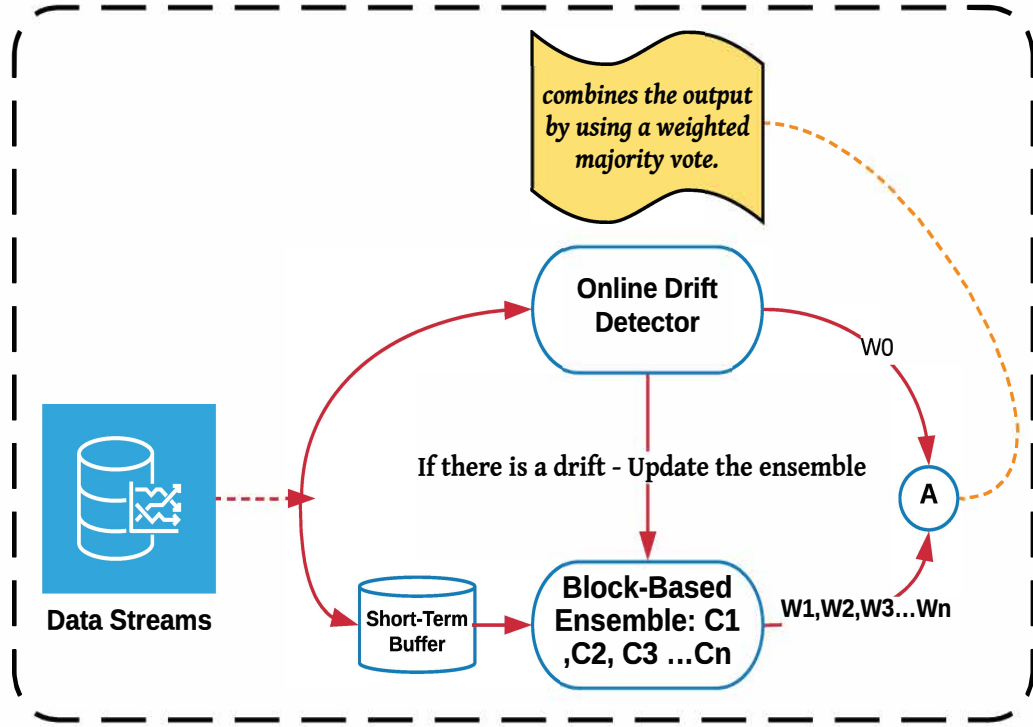 combines the output
by using a weighted
majority vote.
Online Drift
Detector
W0
If there is a drift - Update the ensemble
A
Data Streams
Short-Term
Buffer
Block-Based
Ensemble: C1
,C2, C3 ...Cn
W1,W2,W3...Wn